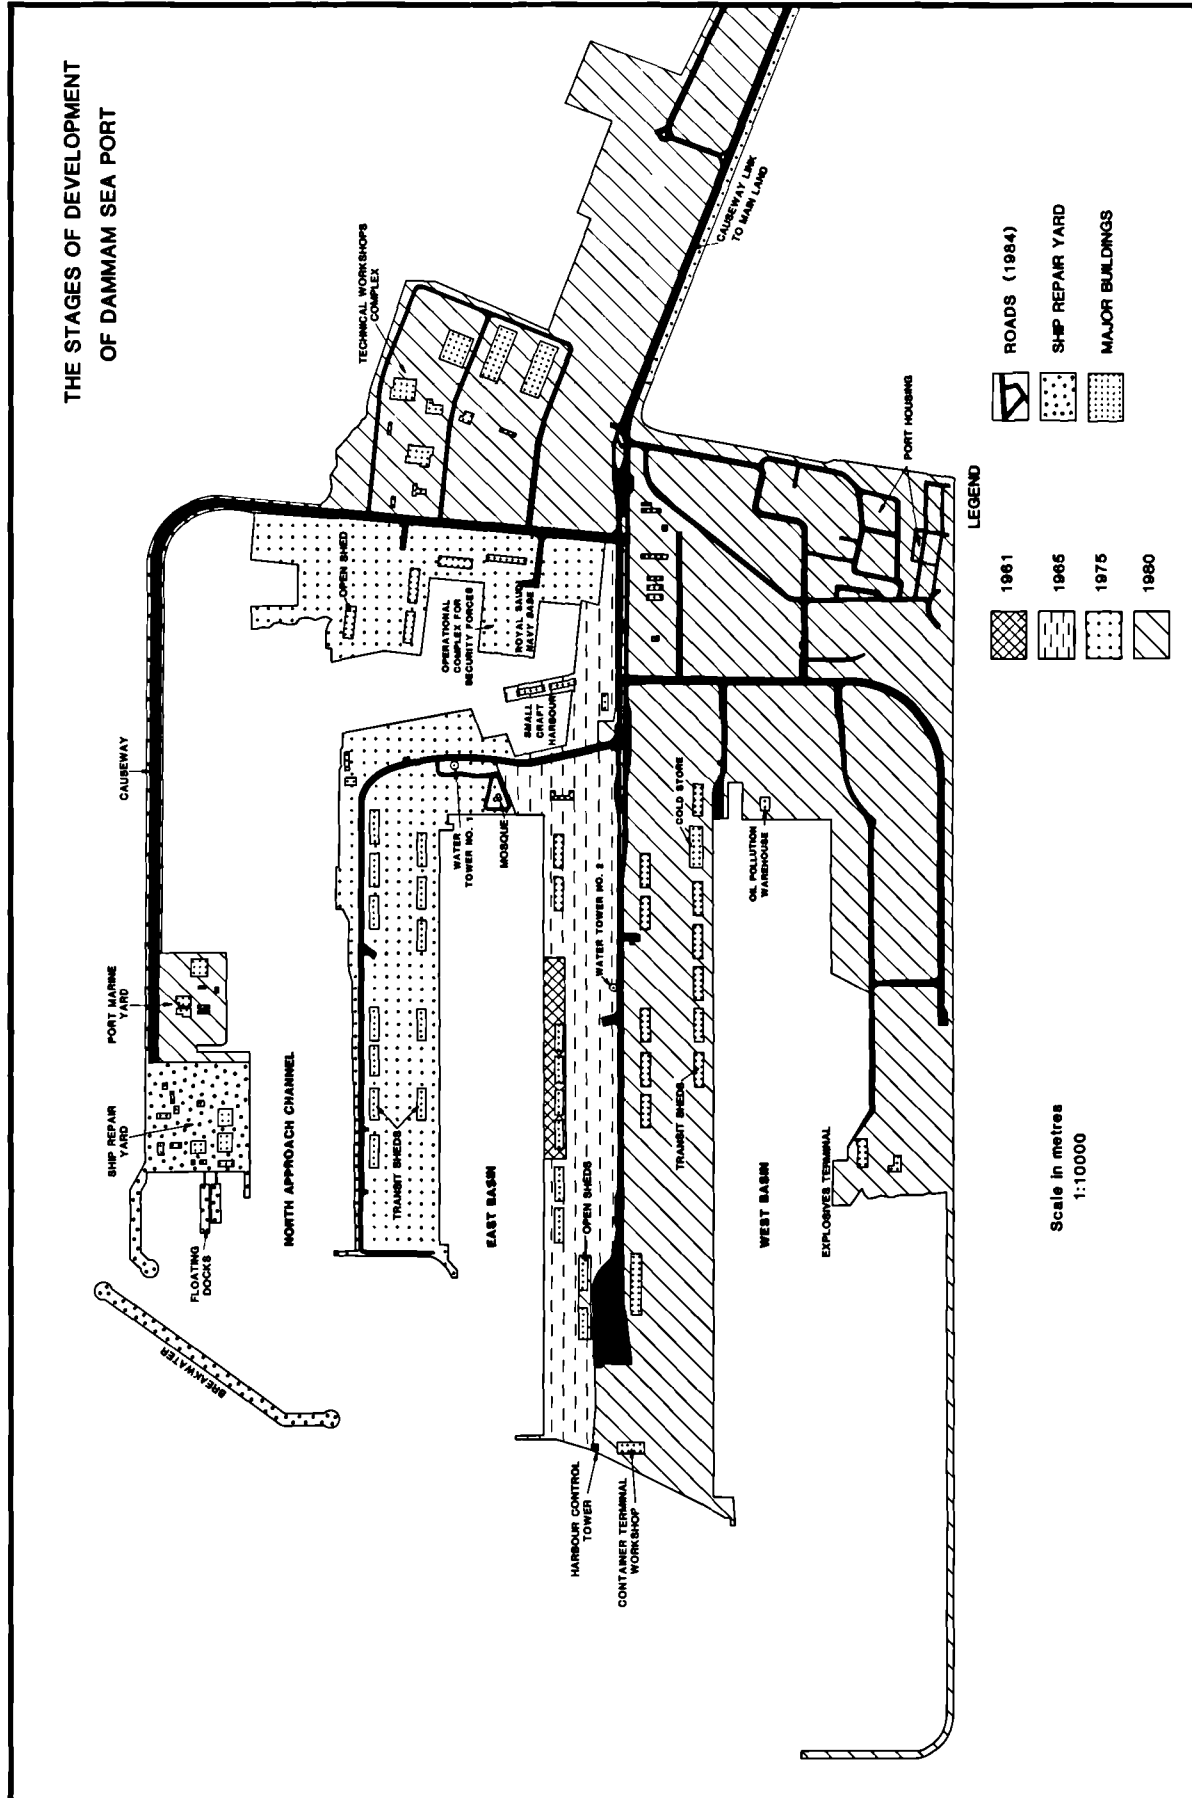 THE STAGES OF DEVELOPMENT
OF DAMMAM SEA PORT
CAUSEWAY
PORT MARINE
YARD
SHIP REPAIR
YARD
FLOATING
DOCKS
BREAKWATER
NORTH APPROACH CHANNEL
TECHNICAL WORKSHOPS
COMPLEX
OPEN SHED
OPERATIONAL
COMPLEX FOR
SECURITY FORCES
ROYAL SAUDI
NAVY BASE
SMALL
CRAFT
HARBOUR
WATER
TOWER NO. 1
MOSQUE
TRANSIT SHEDS
EAST BASIN
WATER TOWER NO. 2
OPEN SHEDS
HARBOUR CONTROL
TOWER
CONTAINER TERMINAL
WORKSHOP
COLD STORE
TRANSIT SHEDS
OIL POLLUTION
WAREHOUSE
WEST BASIN
EXPLOSIVES TERMINAL
CAUSEWAY LINK
TO MAIN LAND
PORT HOUSING
LEGEND
1961
1965
1975
1980
ROADS (1984)
SHIP REPAIR YARD
MAJOR BUILDINGS
Scale in metres
1:10000